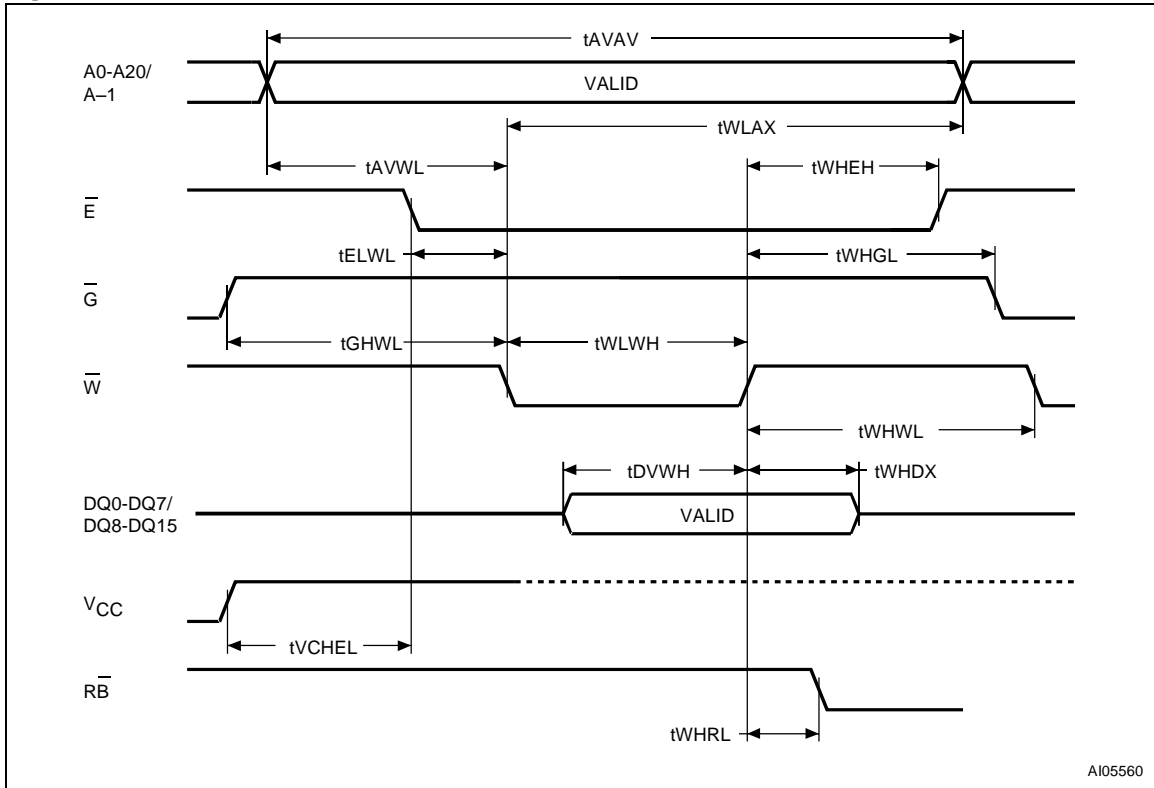 tAVAV
A0-A20/
A–1
VALID
tWLAX
tAVWL
tWHEH
E̅
tELWL
tWHGL
G̅
tGHWL
tWLWH
W̅
tWHWL
tDVWH
tWHDX
DQ0-DQ7/
DQ8-DQ15
VALID
VCC
tVCHEL
RB̅
tWHRL
AI05560